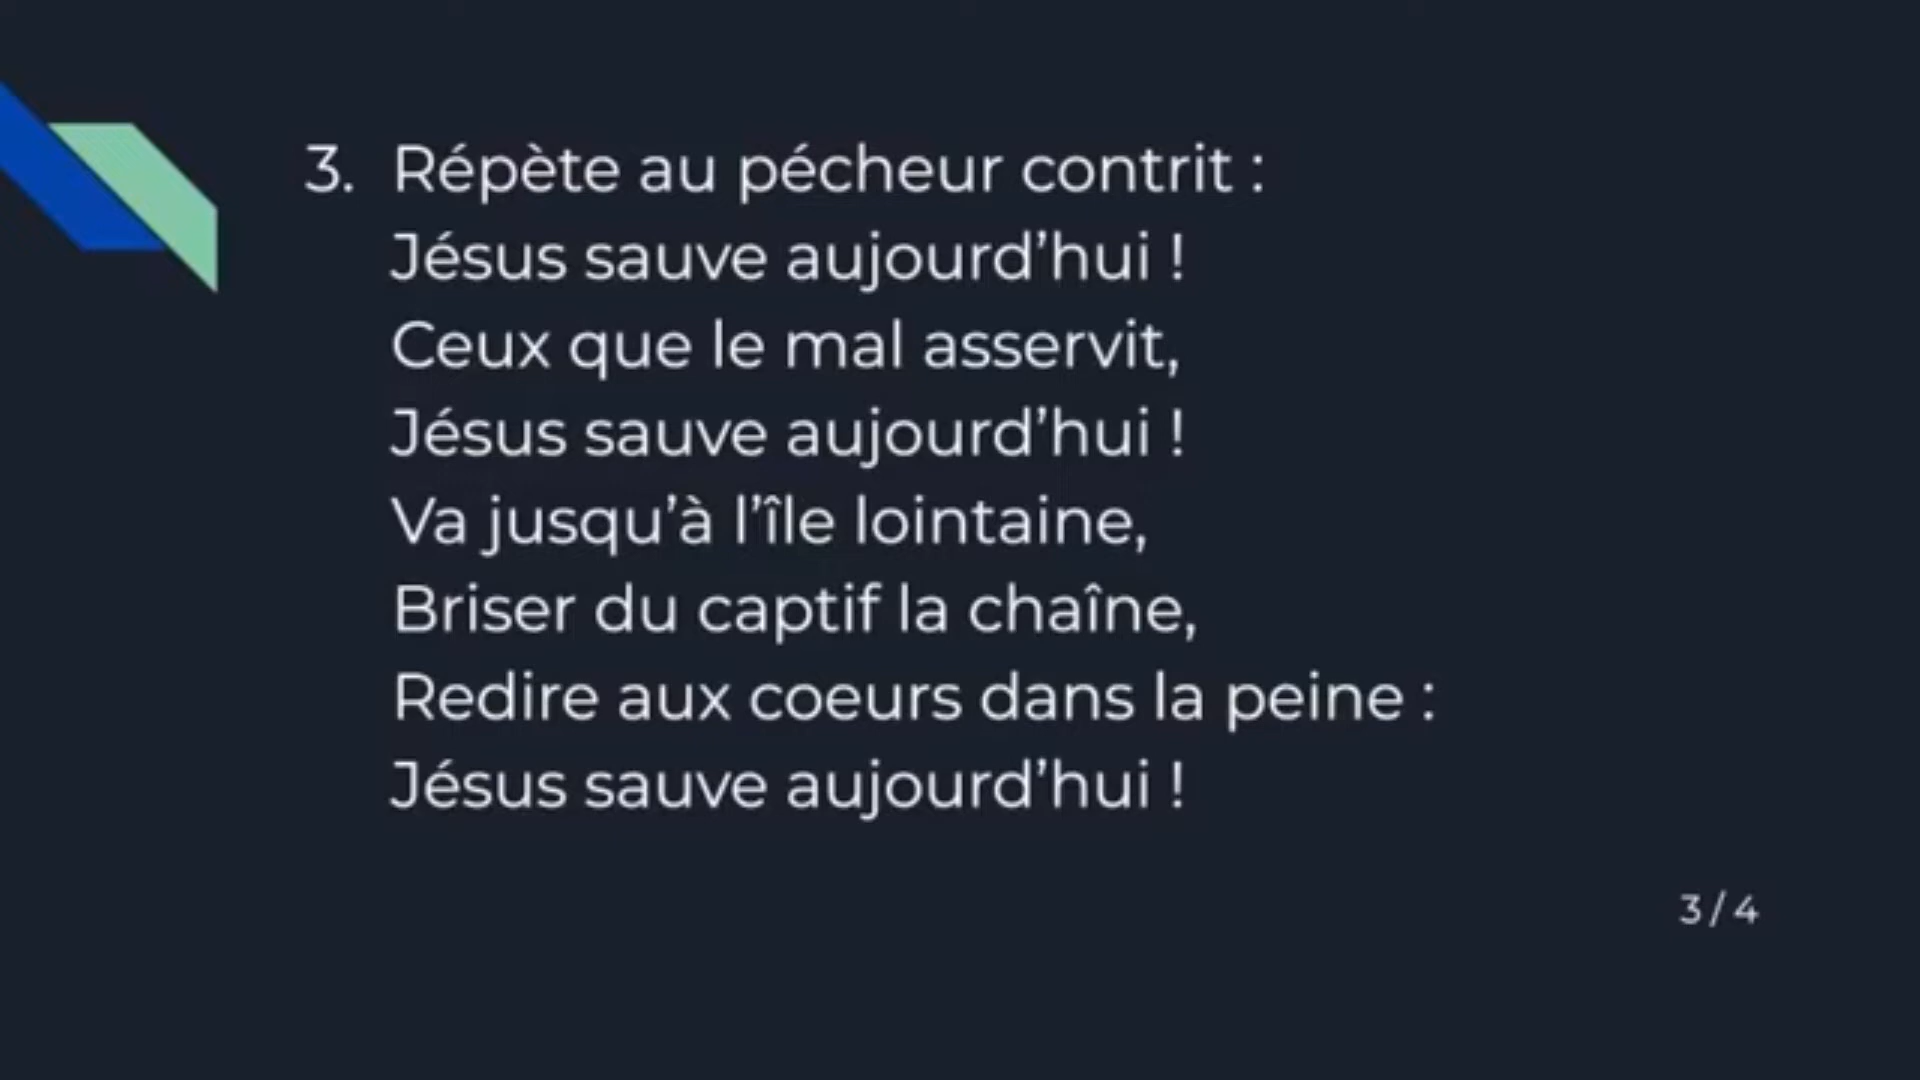 3. Répète au pécheur contrit :
Jésus sauve aujourd’hui !
Ceux que le mal asservit,
Jésus sauve aujourd’hui !
Va jusqu’à l’île lointaine,
Briser du captif la chaîne,
Redire aux coeurs dans la peine :
Jésus sauve aujourd’hui !
3 / 4